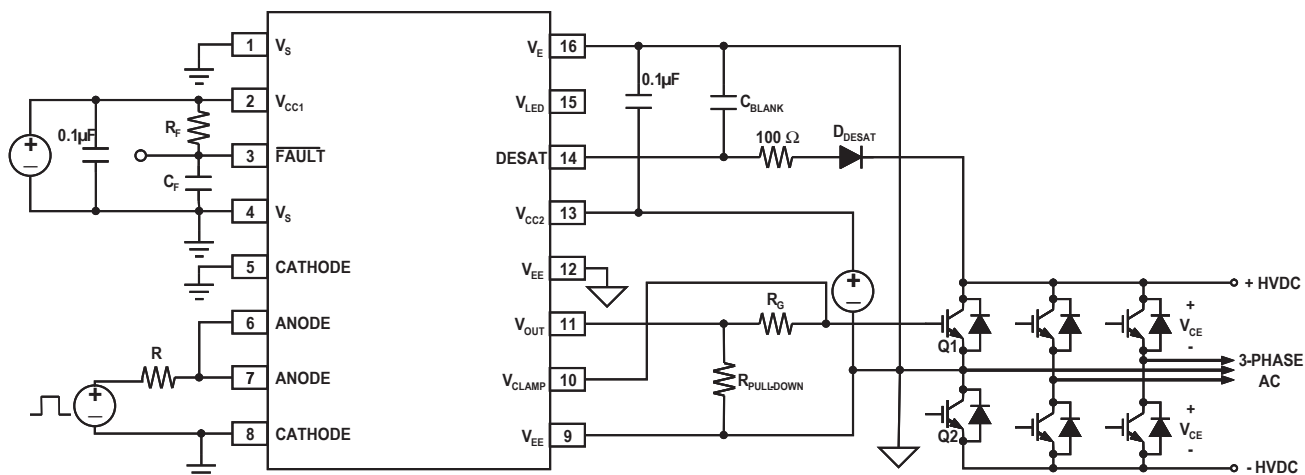 1 V_S
2 V_CC1
3 FAULT
4 V_S
5 CATHODE
6 ANODE
7 ANODE
8 CATHODE
V_E 16
V_LED 15
DESAT 14
V_CC2 13
V_EE 12
V_OUT 11
V_CLAMP 10
V_EE 9
+
–
0.1µF
R_F
C_F
R
+
–
0.1µF
C_BLANK
100 Ω
D_DESAT
+
–
R_G
R_PULL-DOWN
Q1
Q2
+ HVDC
+
V_CE
-
3-PHASE
AC
+
V_CE
-
- HVDC